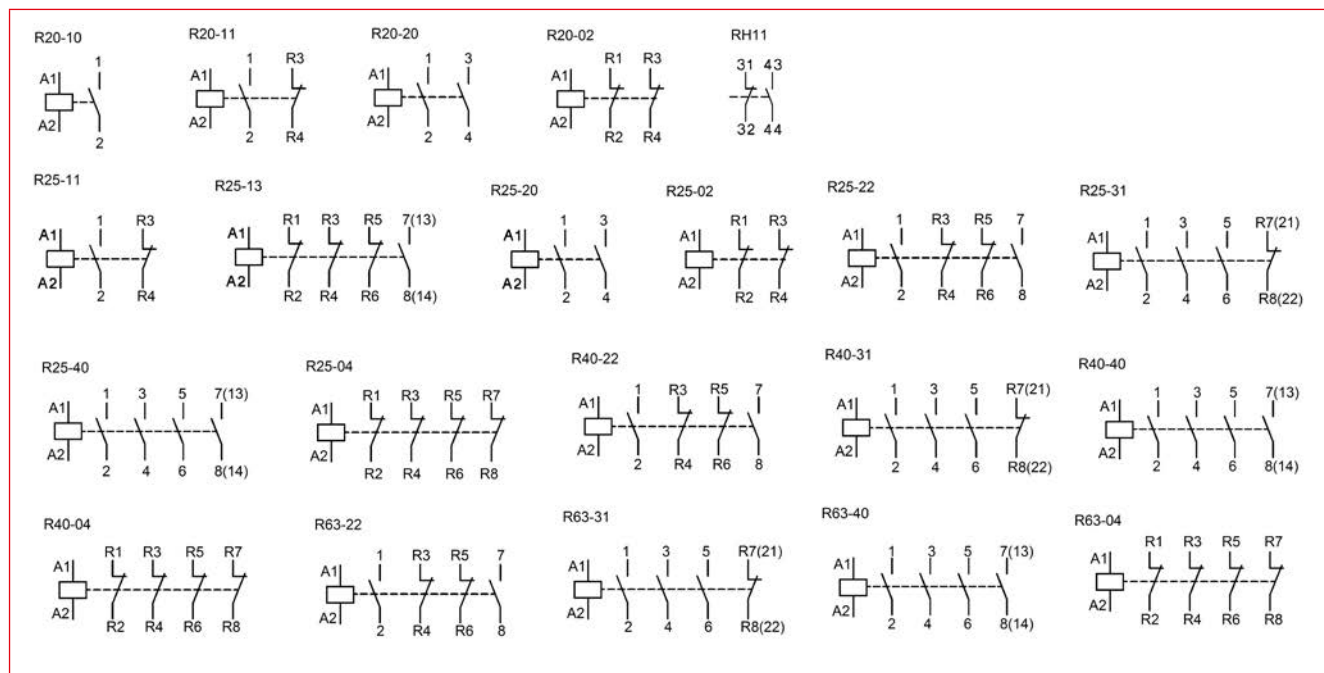 R20-10 R20-11 R20-20 R20-02 RH11
1 1 R3 1 3 R1 R3 31 43
A1 A1 A1 A1
A2 A2 A2 A2
2 2 R4 2 4 R2 R4 32 44
R25-11 R25-13 R25-20 R25-02 R25-22 R25-31
1 R3 R1 R3 R5 7(13) 1 3 R1 R3 1 R3 R5 7 1 3 5 R7(21)
A1 A1 A1 A1 A1 A1
A2 A2 A2 A2 A2 A2
2 R4 R2 R4 R6 8(14) 2 4 R2 R4 2 R4 R6 8 2 4 6 R8(22)
R25-40 R25-04 R40-22 R40-31 R40-40
1 3 5 7(13) R1 R3 R5 R7 1 R3 R5 7 1 3 5 R7(21) 1 3 5 7(13)
A1 A1 A1 A1 A1
A2 A2 A2 A2 A2
2 4 6 8(14) R2 R4 R6 R8 2 R4 R6 8 2 4 6 R8(22) 2 4 6 8(14)
R40-04 R63-22 R63-31 R63-40 R63-04
R1 R3 R5 R7 1 R3 R5 7 1 3 5 R7(21) 1 3 5 7(13) R1 R3 R5 R7
A1 A1 A1 A1 A1
A2 A2 A2 A2 A2
R2 R4 R6 R8 2 R4 R6 8 2 4 6 R8(22) 2 4 6 8(14) R2 R4 R6 R8